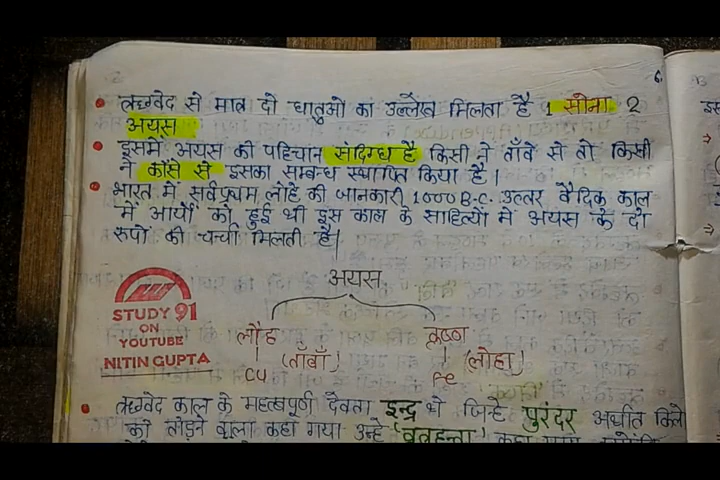 6
ऋग्वेद से मात्र दो धातुओं का उल्लेख मिलता है 1 सोना 2
अयस
इसमें अयस की पहिचान संदिग्ध है किसी ने ताँबे से तो किसी
ने कांसे से इसका सम्बन्ध स्थापित किया है।
भारत में सर्वप्रथम लोहे की जानकारी 1000 B.C. उत्तर वैदिक काल
में आर्यों को हुई थी इस काल के साहित्यों में अयस के दो
रूपों की चर्चा मिलती है।
अयस
लौह कृष्ण
(ताबाँ) (लोहा)
Cu Fe
STUDY 91
ON
YOUTUBE
NITIN GUPTA
ऋग्वेद काल के महत्वपूर्ण देवता इन्द्र थे जिन्हे पुरंदर अर्थात किले
को तोड़ने वाला कहा गया उन्हे